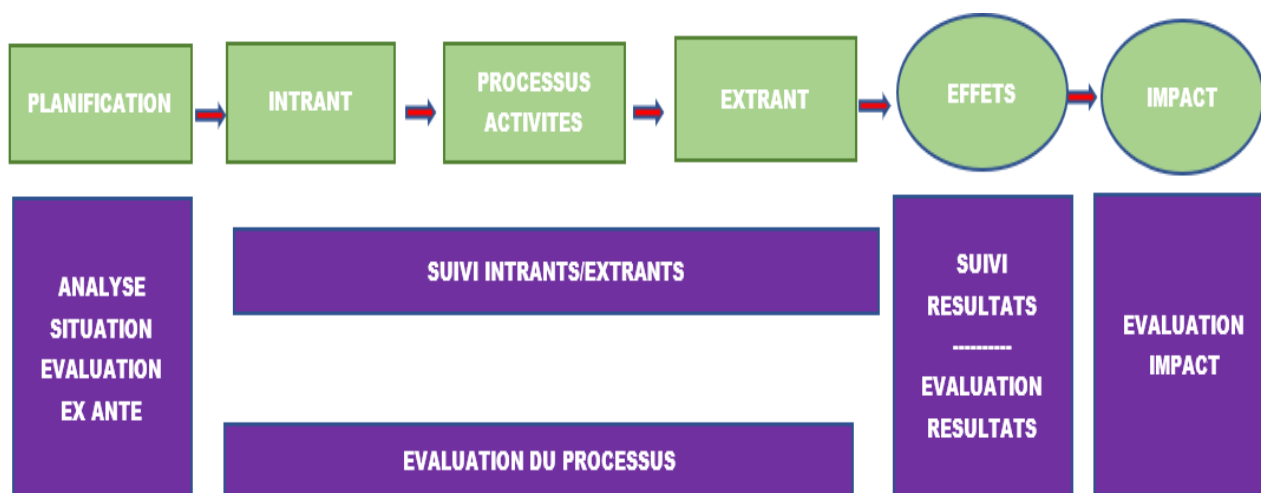 PLANIFICATION
INTRANT
PROCESSUS
ACTIVITES
EXTRANT
EFFETS
IMPACT
ANALYSE
SITUATION
EVALUATION
EX ANTE
SUIVI INTRANTS/EXTRANTS
EVALUATION DU PROCESSUS
SUIVI
RESULTATS
----------
EVALUATION
RESULTATS
EVALUATION
IMPACT